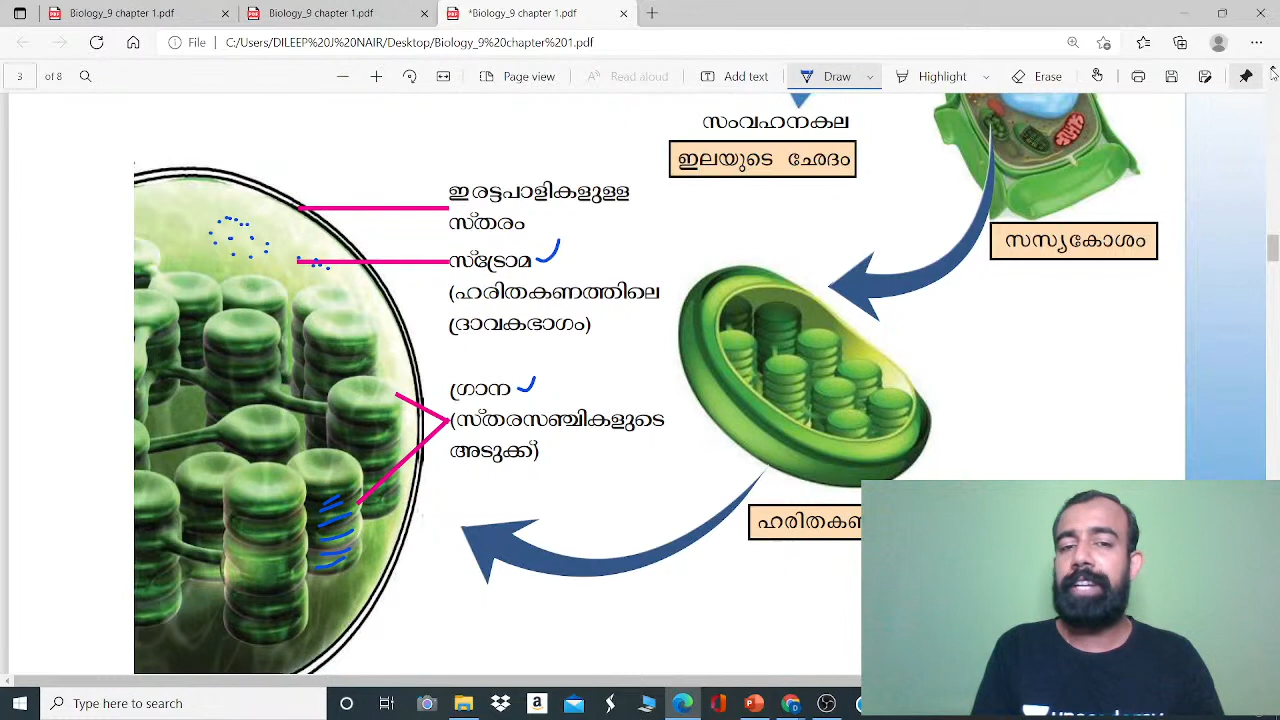 Biology_9 chapter 1.pdf
Biology_9 chapter 1.pdf
*Biology_9 chapter 1.pdf
File
C:/Users/DILEEP%20J%20NAIR/Desktop/Biology_9%20chapter%201.pdf
3 of 8
Page view
Read aloud
Add text
Draw
Highlight
Erase
സംവഹനകല
ഇലയുടെ ഛേദം
ഇരട്ടപാളികളുള്ള
സ്തരം
സ്ട്രോമ
(ഹരിതകണത്തിലെ
ദ്രാവകഭാഗം)
ഗ്രാന
(സ്തരസഞ്ചികളുടെ
അടുക്ക്)
സസ്യകോശം
Type here to search